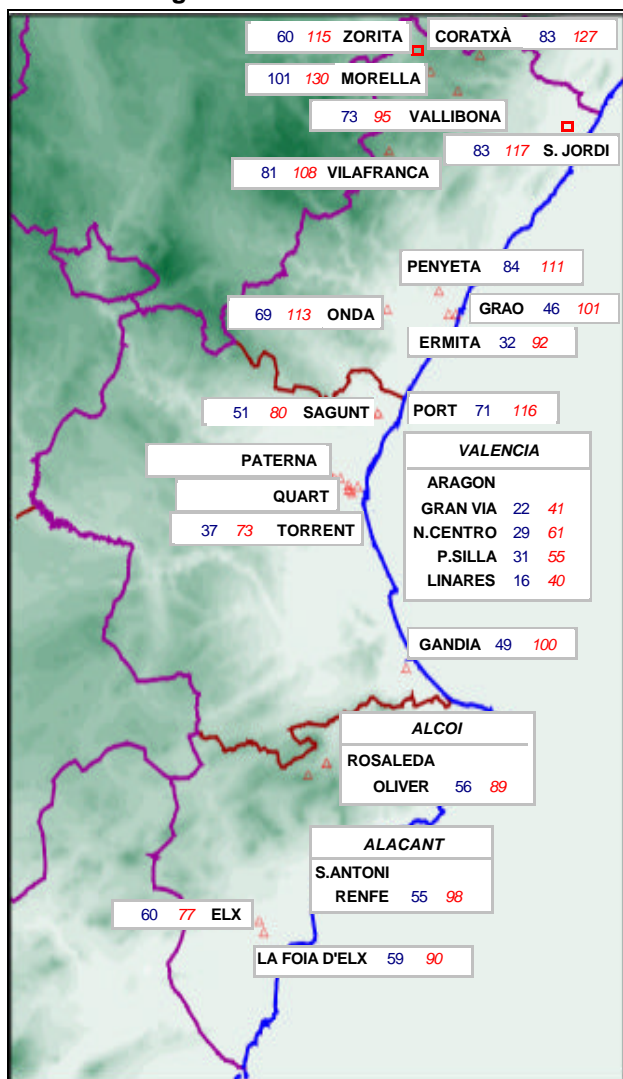 60 115 ZORITA
CORATXÀ 83 127
101 130 MORELLA
73 95 VALLIBONA
83 117 S. JORDI
81 108 VILAFRANCA
PENYETA 84 111
69 113 ONDA
GRAO 46 101
ERMITA 32 92
51 80 SAGUNT
PORT 71 116
PATERNA
QUART
37 73 TORRENT
VALENCIA
ARAGON
GRAN VIA 22 41
N.CENTRO 29 61
P.SILLA 31 55
LINARES 16 40
GANDIA 49 100
ALCOI
ROSALEDA
OLIVER 56 89
ALACANT
S.ANTONI
RENFE 55 98
60 77 ELX
LA FOIA D'ELX 59 90